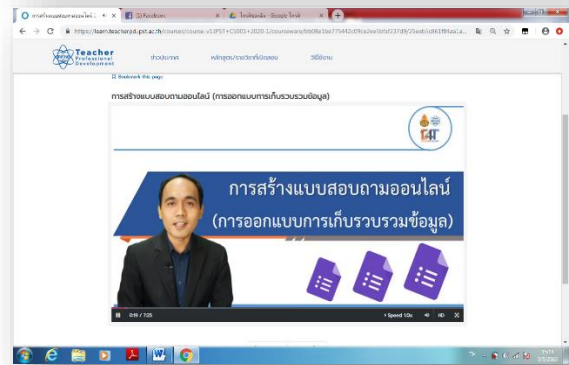 (1) Facebook
Teacher
Professional
Development
ข่าวประกาศ
หลักสูตร/รายวิชาที่เปิดสอน
วิธีใช้งาน
Bookmark this page
การสร้างแบบสอบถามออนไลน์ (การออกแบบการเก็บรวบรวมข้อมูล)
การสร้างแบบสอบถามออนไลน์
(การออกแบบการเก็บรวบรวมข้อมูล)
0:19 / 7:25
Speed 1.0x
HD
TH